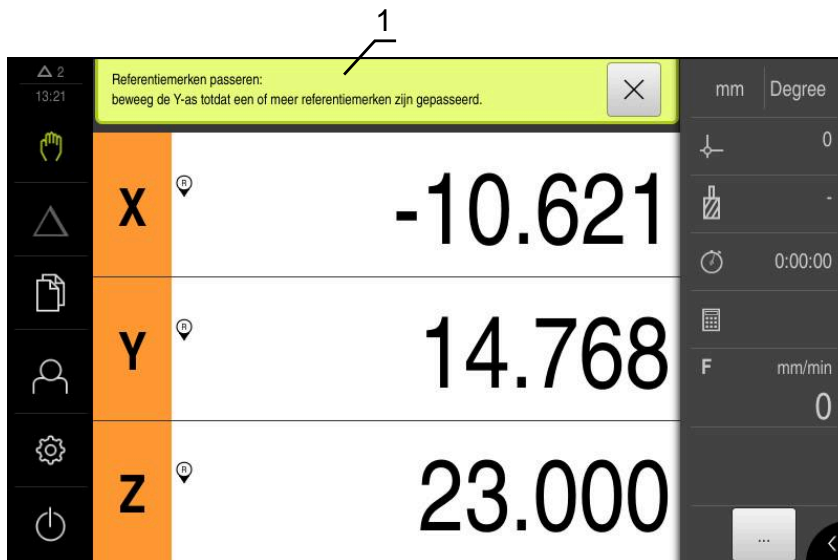 1
2
13:21
Referentiemerken passeren:
beweeg de Y-as totdat een of meer referentiemerken zijn gepasseerd.
mm Degree
0
X R -10.621
-
0:00:00
Y R 14.768
F mm/min
0
Z R 23.000
...